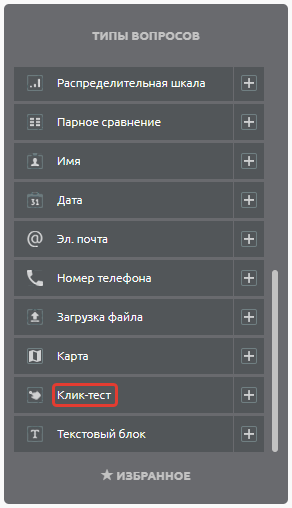 ТИПЫ ВОПРОСОВ
Распределительная шкала
Парное сравнение
Имя
31 Дата
@ Эл. почта
Номер телефона
Загрузка файла
Карта
Клик-тест
T Текстовый блок
★ ИЗБРАННОЕ